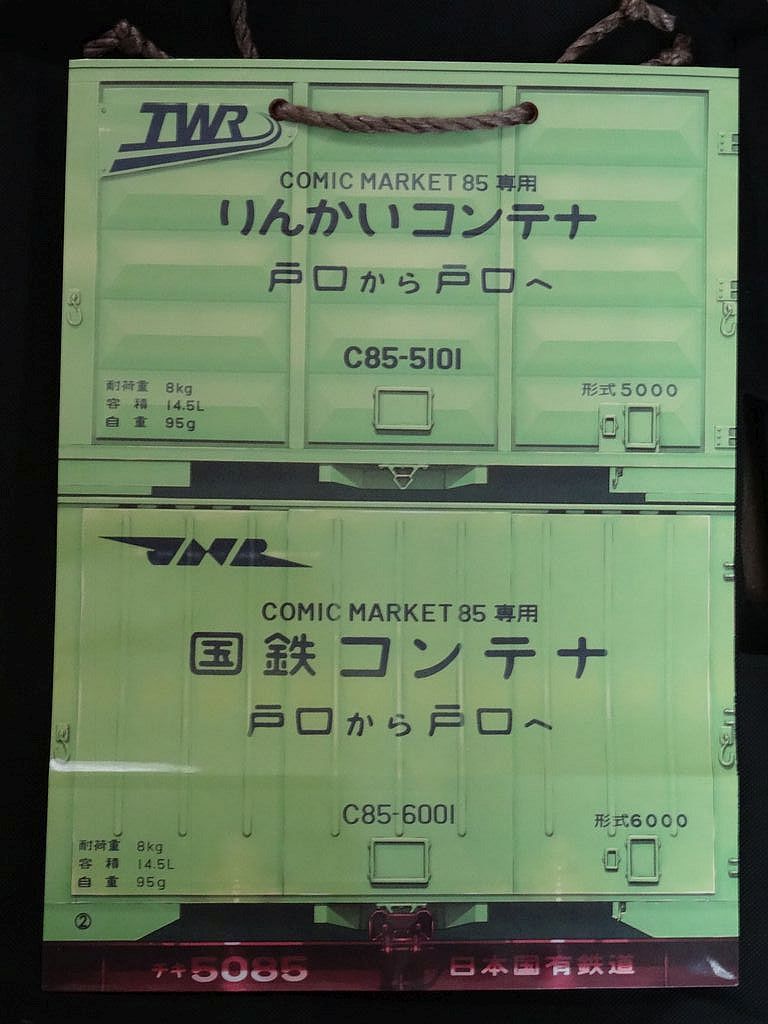 TWR
COMIC MARKET 85 専用
りんかいコンテナ
戸口から戸口へ
C85-5101
耐荷重 8kg
容積 14.5L
自重 95g
形式5000
JNR
COMIC MARKET 85 専用
国鉄コンテナ
戸口から戸口へ
C85-6001
形式6000
耐荷重 8kg
容積 14.5L
自重 95g
②
チキ5085
日本国有鉄道